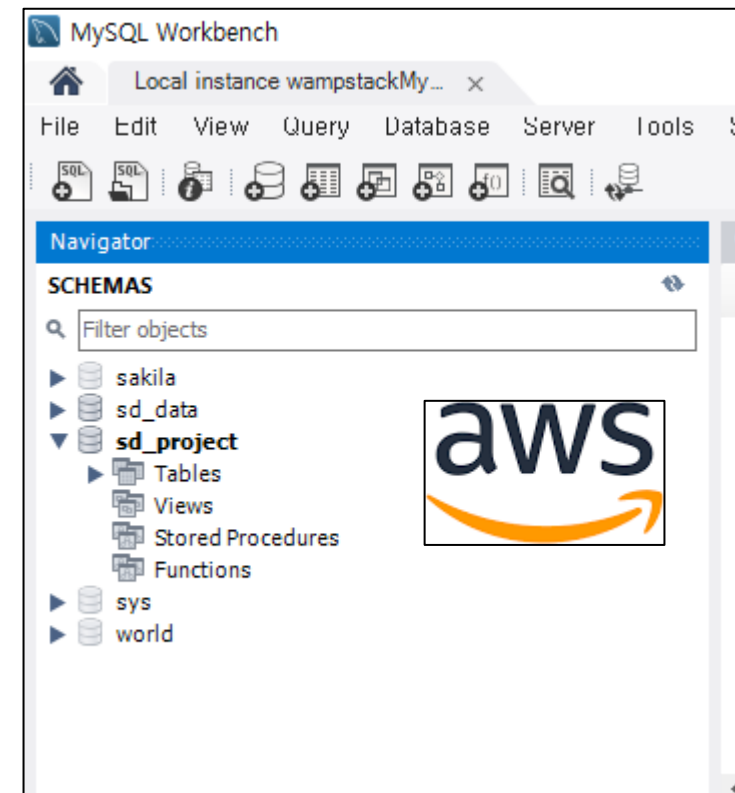 MySQL Workbench
Local instance wampstackMy... ×
File Edit View Query Database Server Tools
SQL SQL i f()
Navigator
SCHEMAS
Filter objects
sakila
sd_data
sd_project
Tables
Views
Stored Procedures
Functions
sys
world
aws